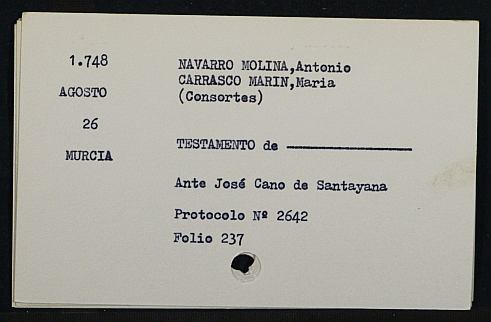 1.748
AGOSTO
26
MURCIA
NAVARRO MOLINA,Antonio
CARRASCO MARIN,Maria
(Consortes)
TESTAMENTO de
Ante José Cano de Santayana
Protocolo Nº 2642
Folio 237